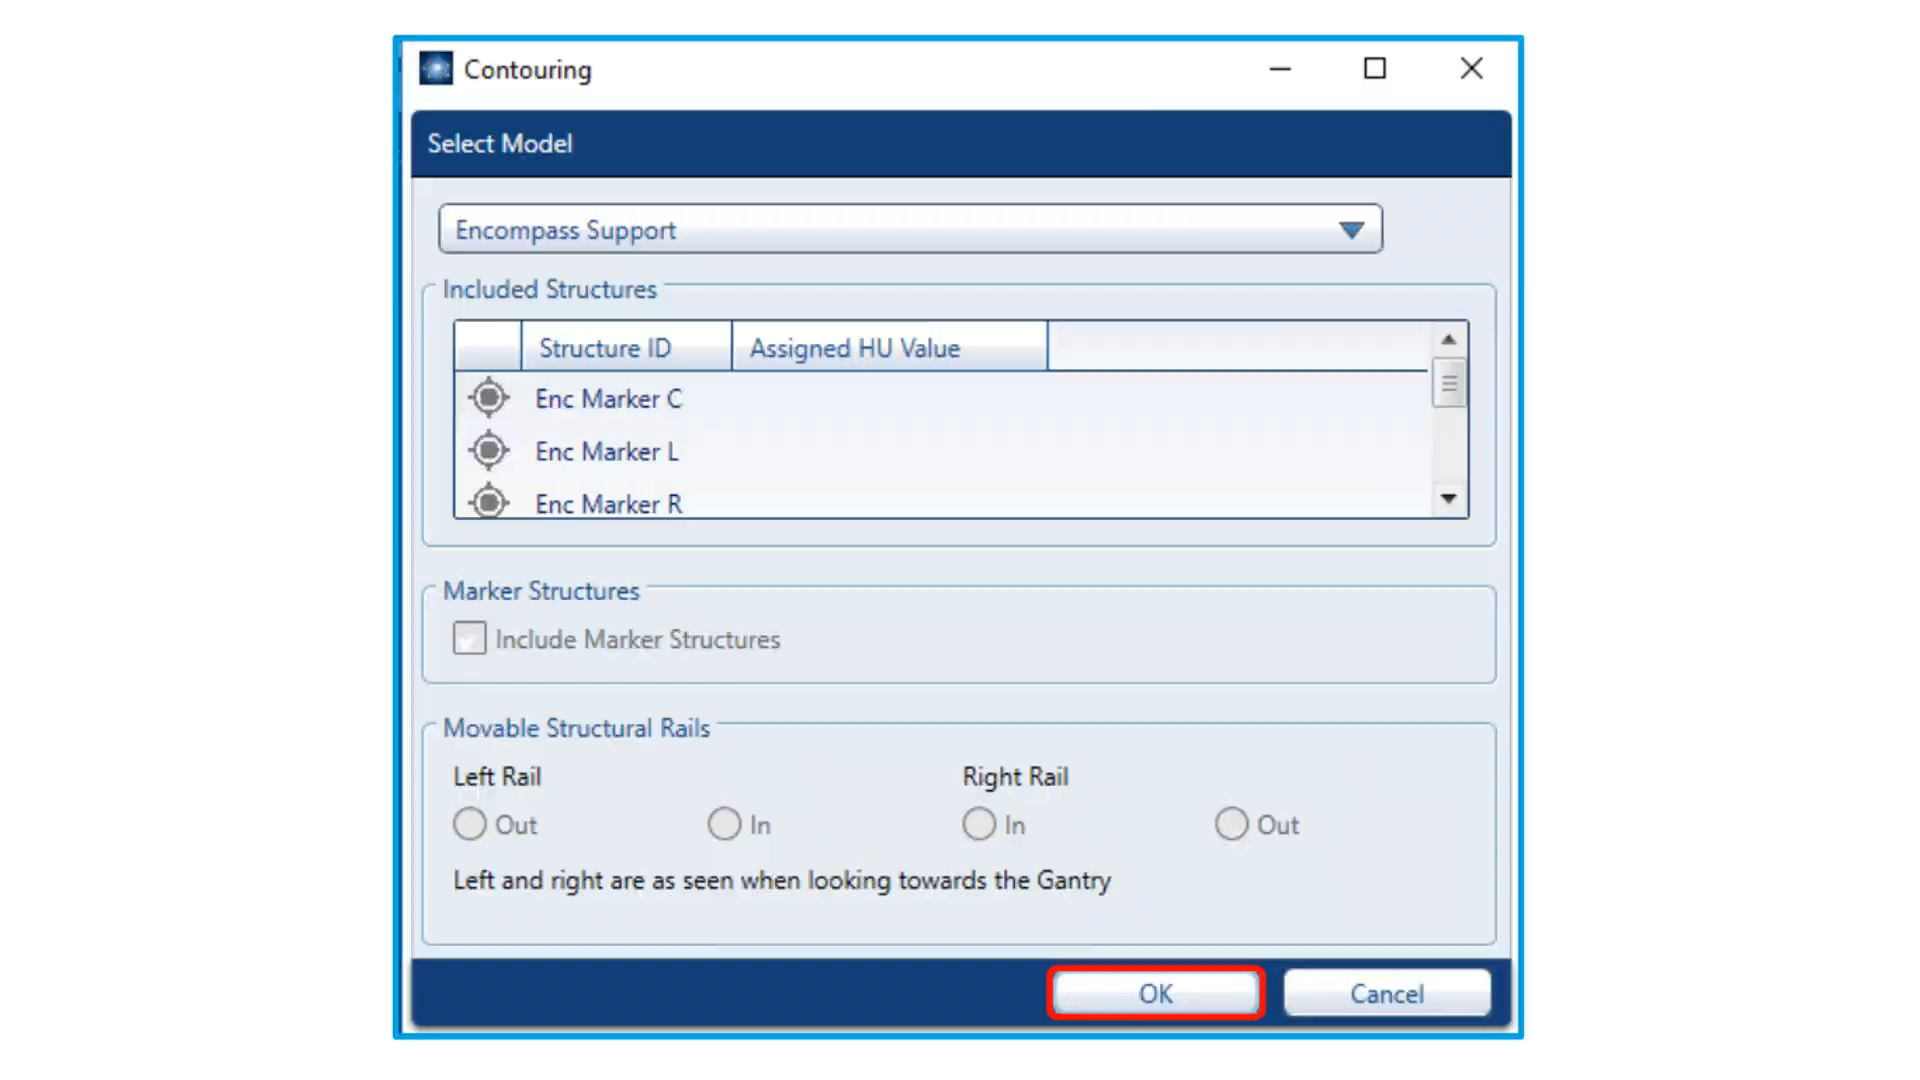 Contouring
Select Model
Encompass Support
Included Structures
Structure ID Assigned HU Value
Enc Marker C
Enc Marker L
Enc Marker R
Marker Structures
Include Marker Structures
Movable Structural Rails
Left Rail Right Rail
Out In In Out
Left and right are as seen when looking towards the Gantry
OK Cancel